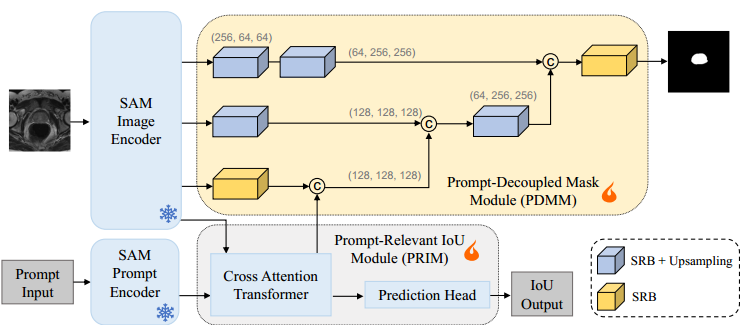 (256, 64, 64)
(64, 256, 256)
C
SAM
Image
Encoder
(128, 128, 128)
C
(64, 256, 256)
(128, 128, 128)
C
Prompt-Decoupled Mask
Module (PDMM)
Prompt-Relevant IoU
Module (PRIM)
SAM
Prompt
Encoder
Prompt
Input
Cross Attention
Transformer
Prediction Head
IoU
Output
SRB + Upsampling
SRB